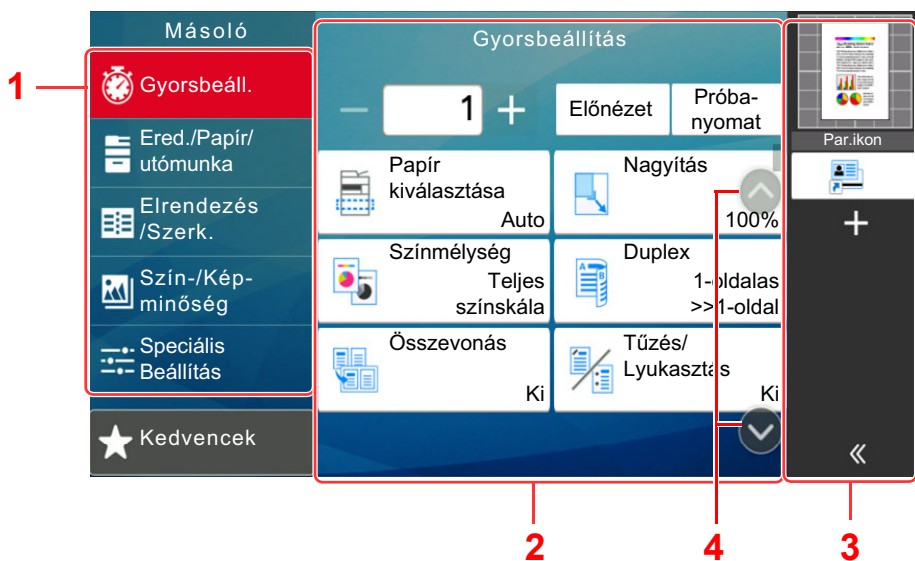 Másoló
Gyorsbeáll.
Ered./Papír/
utómunka
Elrendezés
/Szerk.
Szín-/Kép-
minőség
Speciális
Beállítás
Kedvencek
Gyorsbeállítás
1
Előnézet
Próba-
nyomat
Papír
kiválasztása
Auto
Nagyítás
100%
Színmélység
Teljes
színskála
Duplex
1-oldalas
>>1-oldal
Összevonás
Ki
Tűzés/
Lyukasztás
Ki
Par.ikon
1
2
4
3